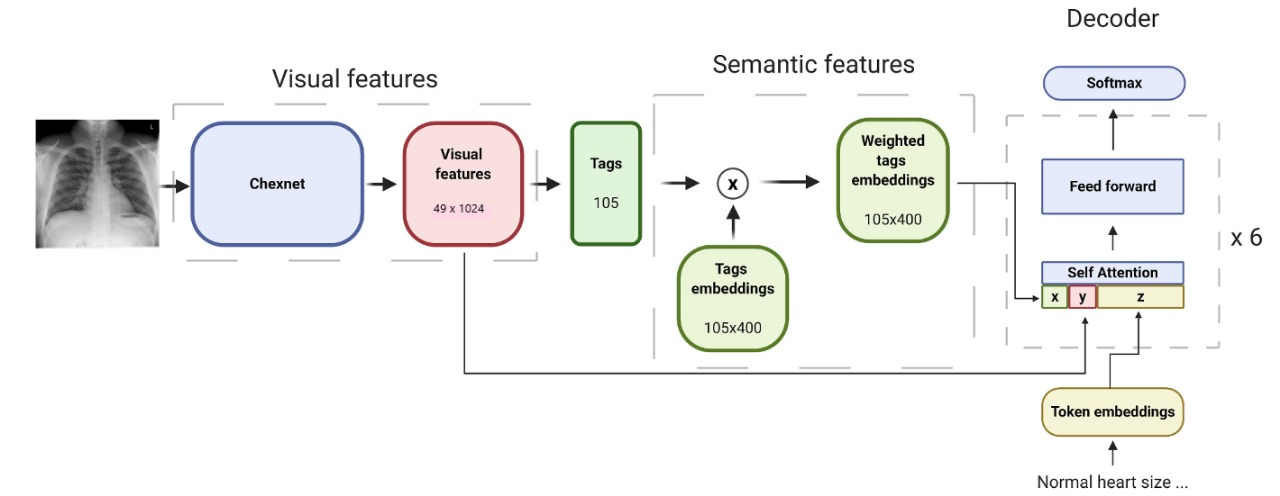 Decoder
Visual features
Semantic features
Softmax
L
Chexnet
Visual
features
49 x 1024
Tags
105
x
Weighted
tags
embeddings
105x400
Feed forward
x 6
Tags
embeddings
105x400
Self Attention
x y z
Token embeddings
Normal heart size ...